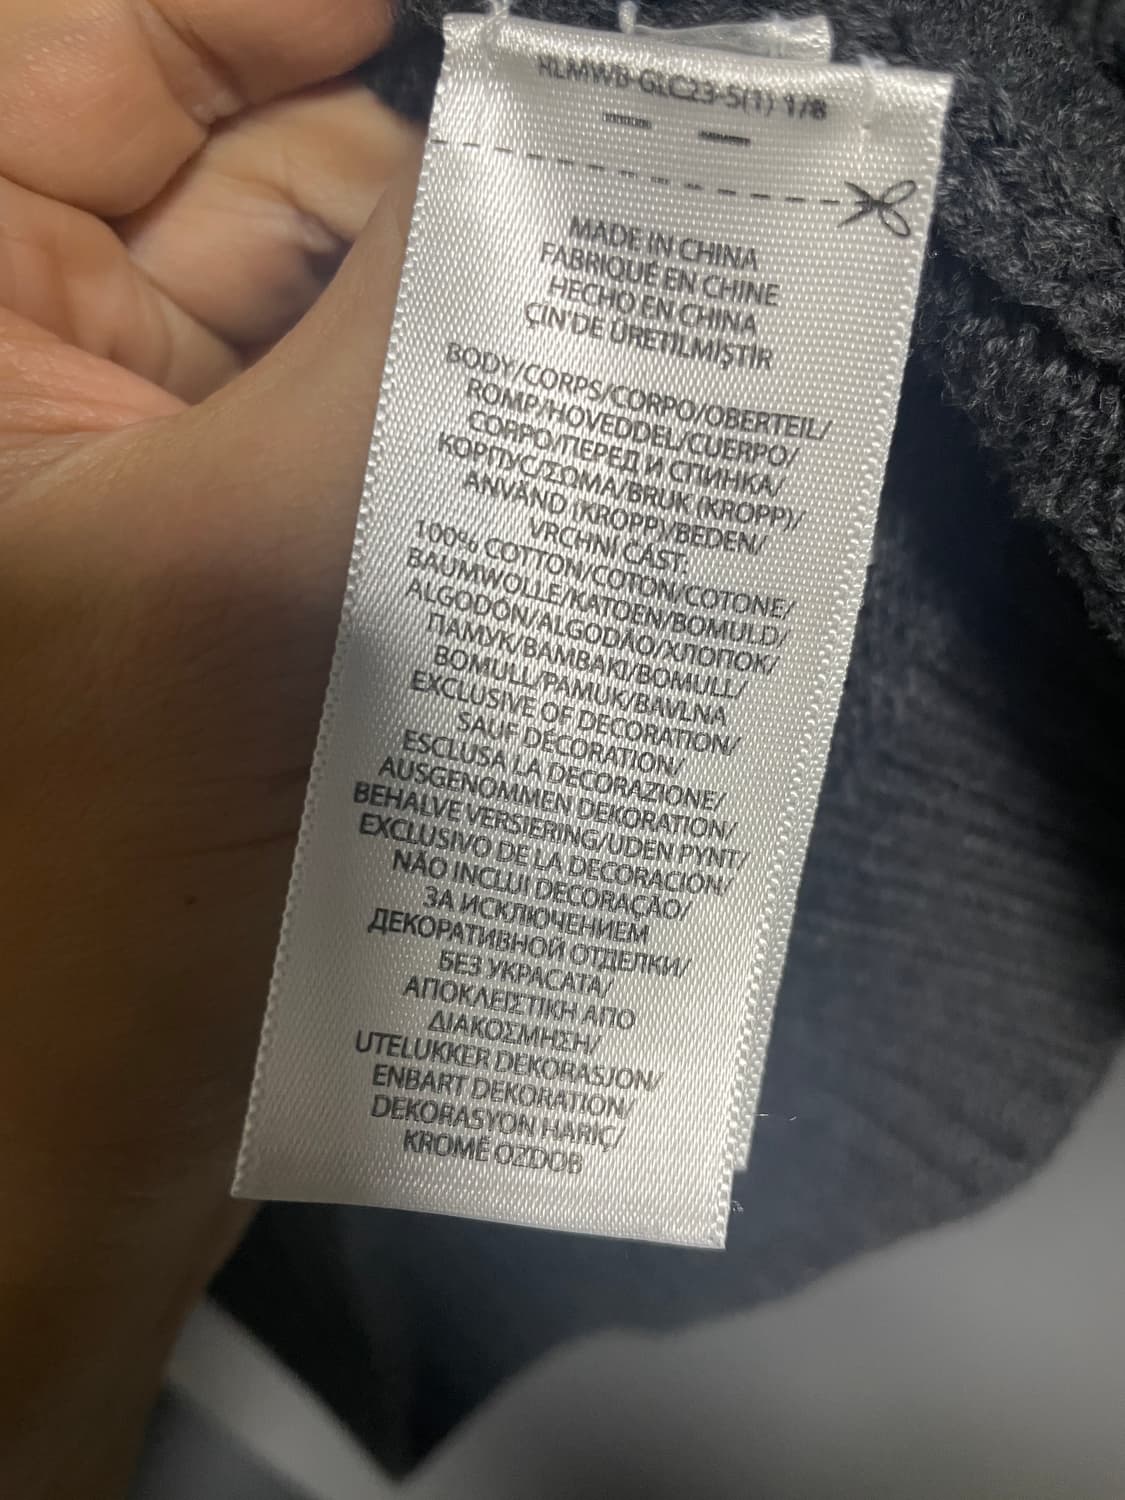 RLMWB-GLC23-5(1) 1/8
MADE IN CHINA
FABRIQUÉ EN CHINE
HECHO EN CHINA
ÇIN'DE ÜRETILMIŞTIR
BODY/CORPS/CORPO/OBERTEIL/
ROMP/HOVEDDEL/CUERPO/
CORPO/ПЕРЕД И СПИНКА/
КОРПУС/ΣΩΜΑ/BRUK (KROPP)/
ANVÄND (KROPP)/BEDEN/
VRCHNÍ ČÁST:
100% COTTON/COTON/COTONE/
BAUMWOLLE/KATOEN/BOMULD/
ALGODÓN/ALGODÃO/ХЛОПОК/
ПАМУК/BAMBAKI/BOMULL/
BOMULL/PAMUK/BAVLNA
EXCLUSIVE OF DECORATION/
SAUF DÉCORATION/
ESCLUSA LA DECORAZIONE/
AUSGENOMMEN DEKORATION/
BEHALVE VERSIERING/UDEN PYNT/
EXCLUSIVO DE LA DECORACION/
NÃO INCLUI DECORAÇÃO/
ЗА ИСКЛЮЧЕНИЕМ
ДЕКОРАТИВНОЙ ОТДЕЛКИ/
БЕЗ УКРАСАТА/
ΑΠΟΚΛΕΙΣΤΙΚΗ ΑΠΟ
ΔΙΑΚΟΣΜΗΣΗ/
UTELUKKER DEKORASJON/
ENBART DEKORATION/
DEKORASYON HARIÇ/
KROMĚ OZDOB